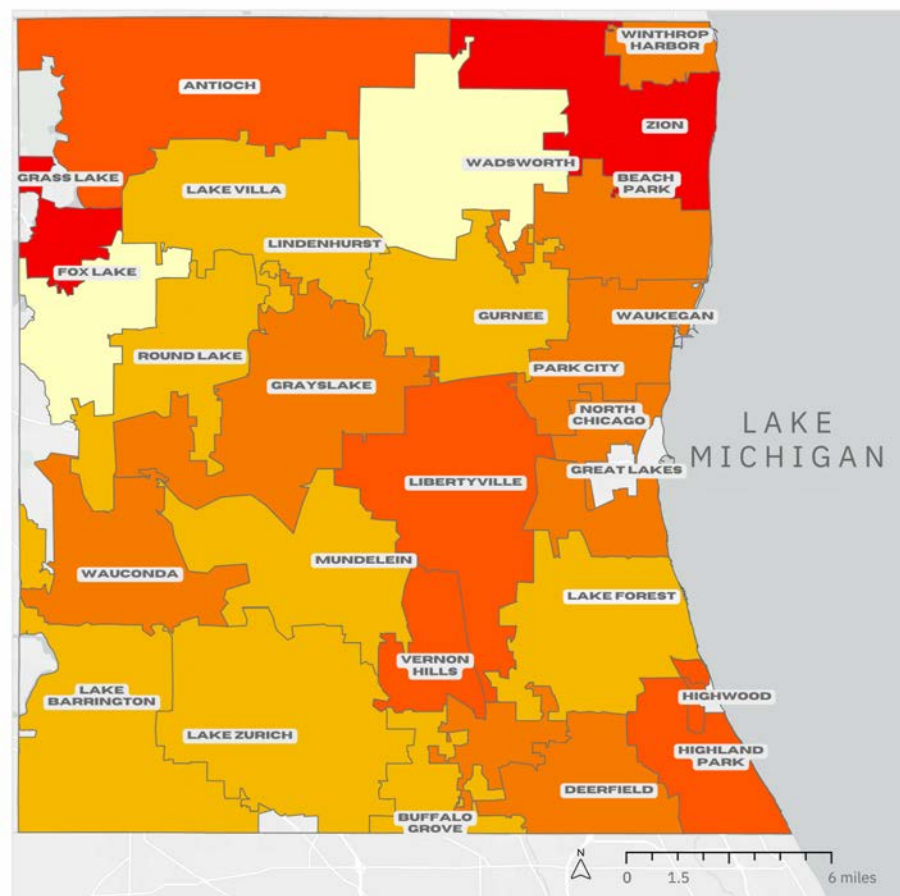 WINTHROP
HARBOR
ANTIOCH
ZION
WADSWORTH
GRASS LAKE
BEACH
PARK
LAKE VILLA
LINDENHURST
FOX LAKE
GURNEE
WAUKEGAN
ROUND LAKE
PARK CITY
GRAYSLAKE
NORTH
CHICAGO
LAKE
MICHIGAN
GREAT LAKES
LIBERTYVILLE
MUNDELEIN
WAUCONDA
LAKE FOREST
VERNON
HILLS
LAKE
BARRINGTON
HIGHWOOD
LAKE ZURICH
HIGHLAND
PARK
DEERFIELD
BUFFALO
GROVE
N
0 1.5 6 miles